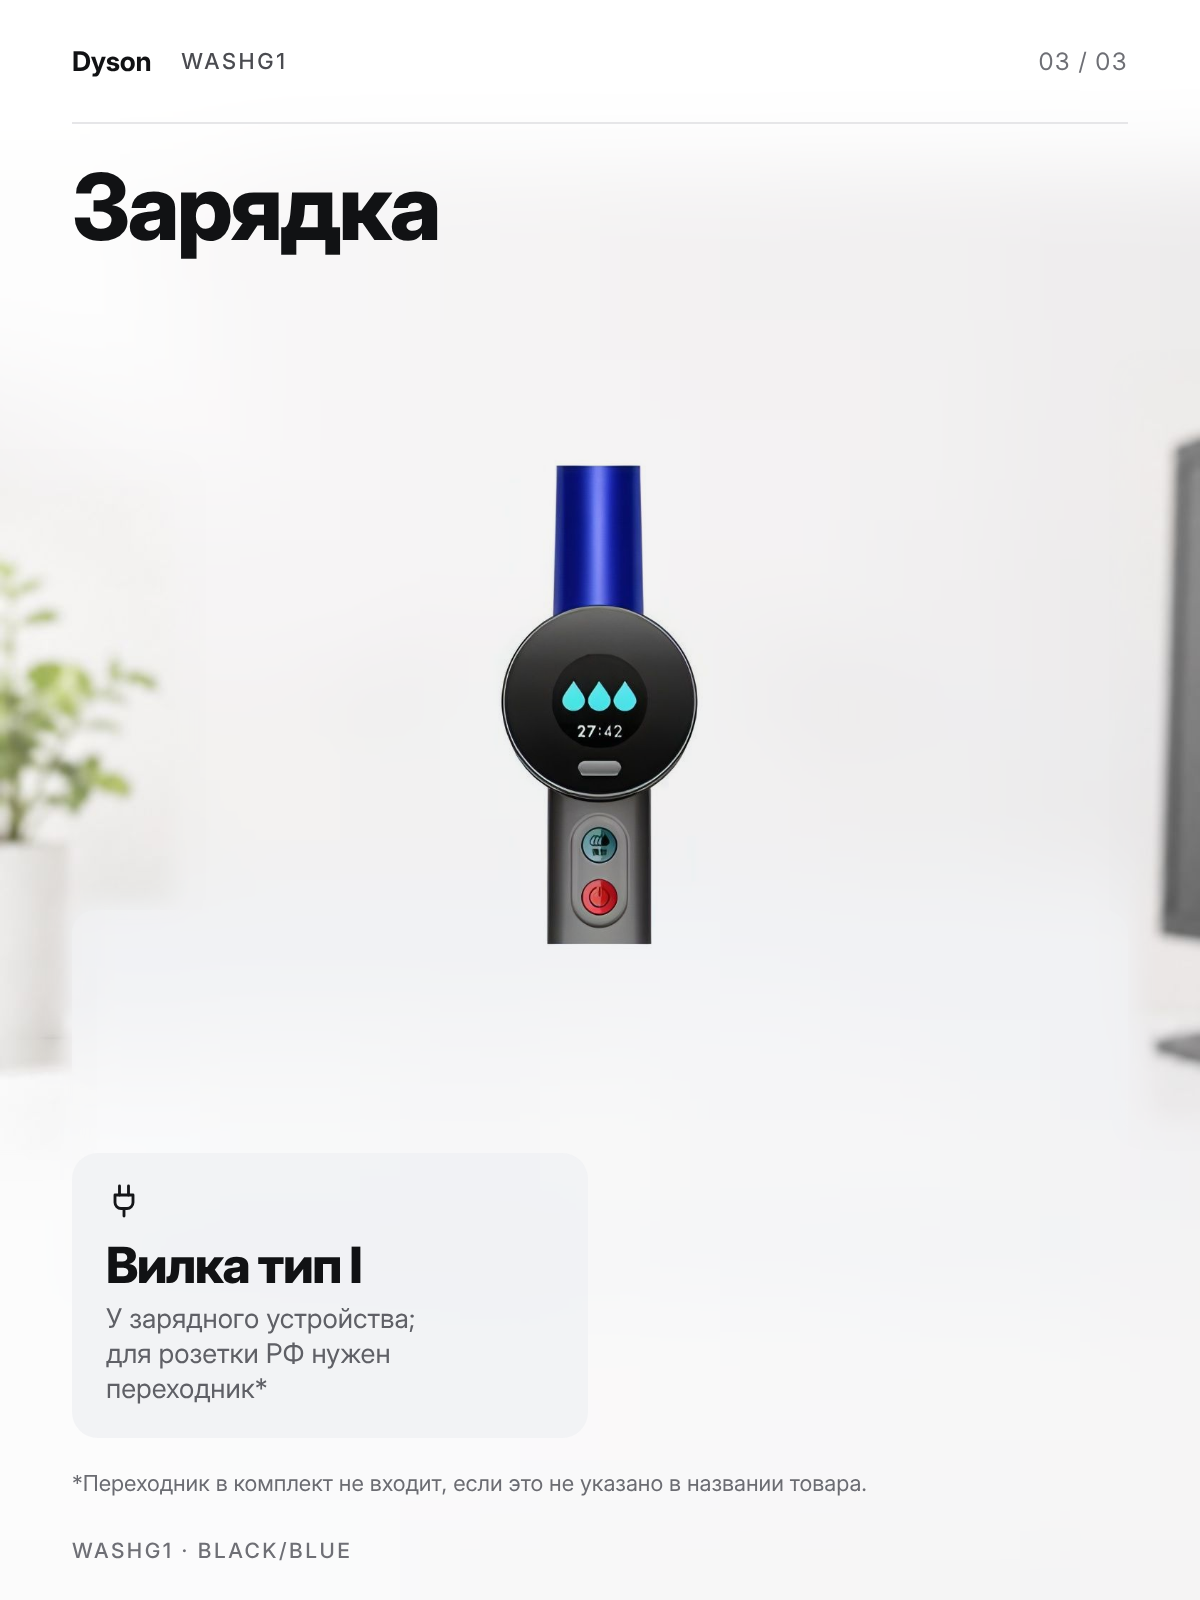 Dyson WASHG1 03 / 03
Зарядка
27:42
Вилка тип I
У зарядного устройства;
для розетки РФ нужен
переходник*
*Переходник в комплект не входит, если это не указано в названии товара.
WASHG1 · BLACK/BLUE